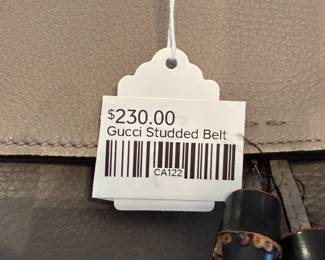 $230.00
Gucci Studded Belt
CA122